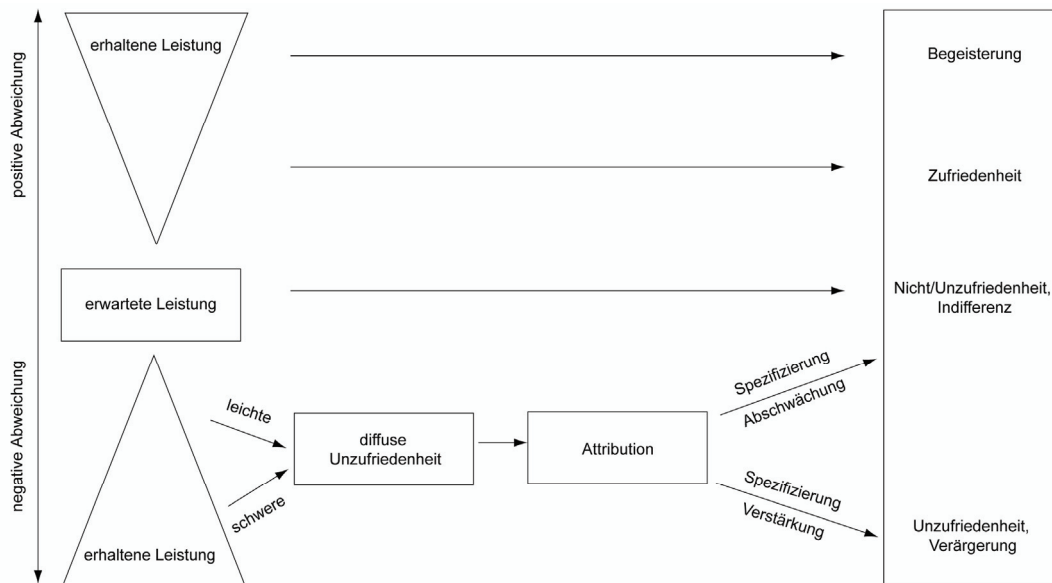 positive Abweichung
negative Abweichung
erhaltene Leistung
Begeisterung
Zufriedenheit
erwartete Leistung
Nicht/Unzufriedenheit,
Indifferenz
leichte
schwere
diffuse
Unzufriedenheit
Attribution
Spezifizierung
Abschwächung
Spezifizierung
Verstärkung
erhaltene Leistung
Unzufriedenheit,
Verärgerung